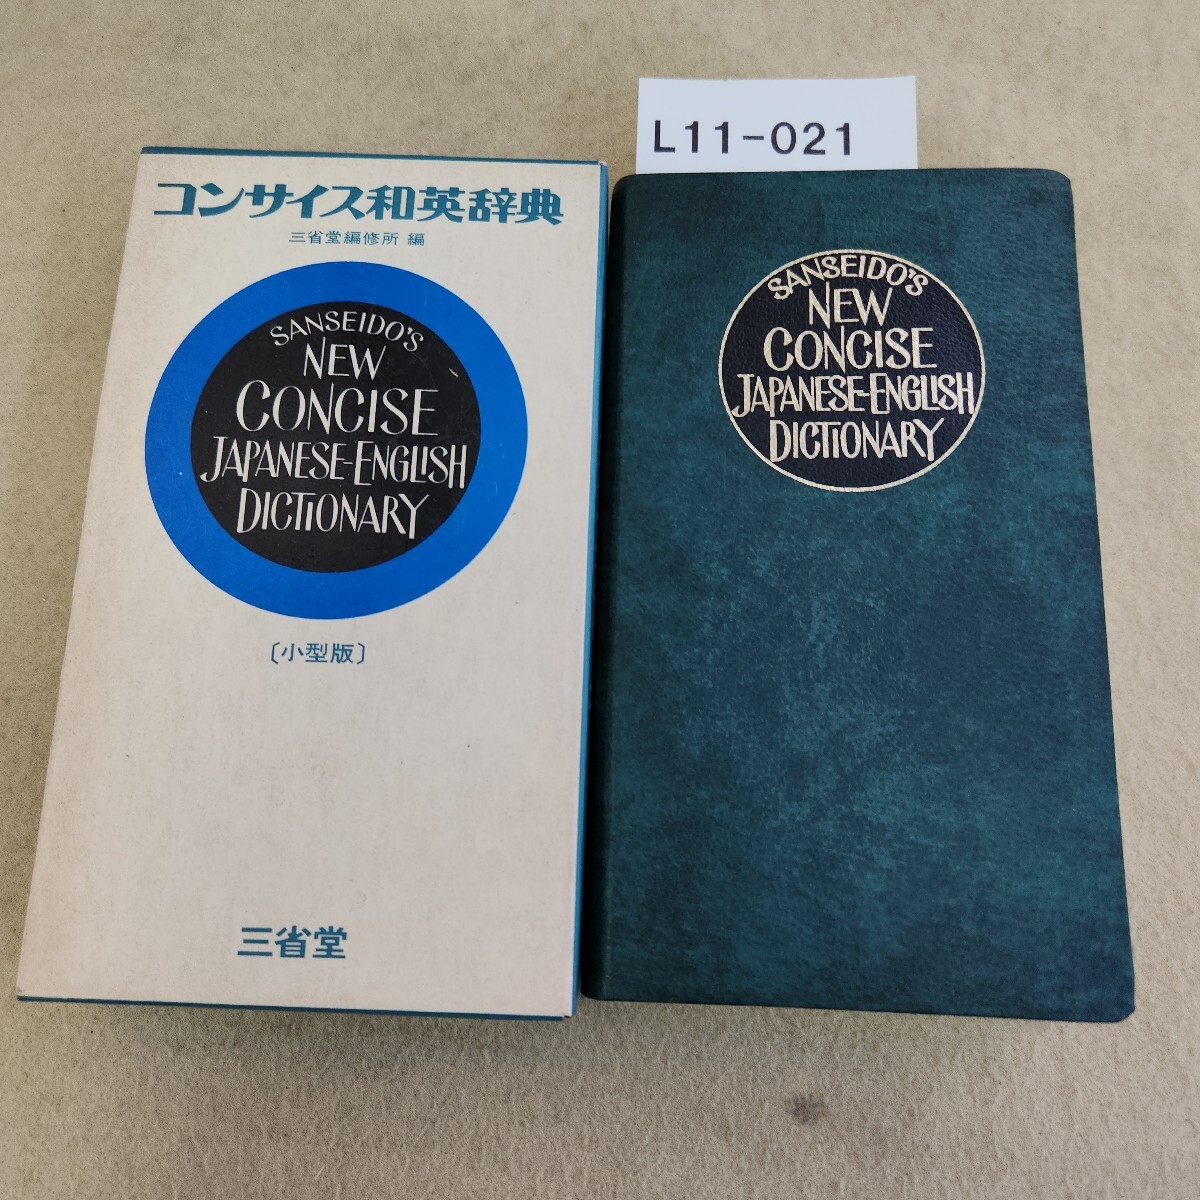 L11-021
コンサイス和英辞典
三省堂編修所 編
SANSEIDO'S
NEW
CONCISE
JAPANESE-ENGLISH
DICTIONARY
〔小型版〕
三省堂
SANSEIDO'S
NEW
CONCISE
JAPANESE-ENGLISH
DICTIONARY